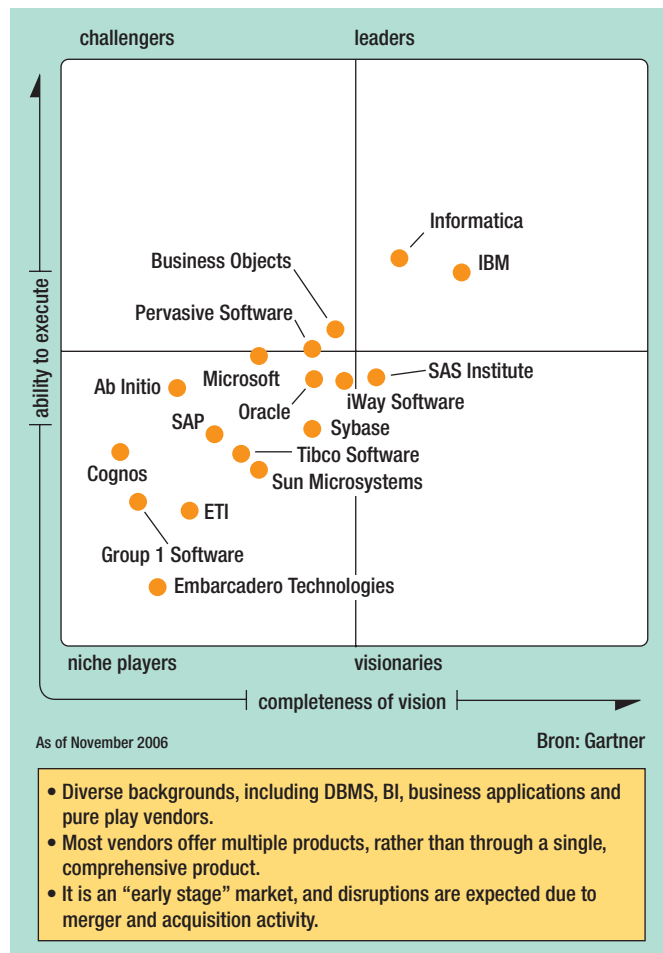 challengers
leaders
Informatica
IBM
Business Objects
Pervasive Software
ability to execute
Microsoft
SAS Institute
Ab Initio
Oracle
iWay Software
SAP
Sybase
Tibco Software
Cognos
Sun Microsystems
ETI
Group 1 Software
Embarcadero Technologies
niche players
visionaries
completeness of vision
As of November 2006
Bron: Gartner
• Diverse backgrounds, including DBMS, BI, business applications and
pure play vendors.
• Most vendors offer multiple products, rather than through a single,
comprehensive product.
• It is an “early stage” market, and disruptions are expected due to
merger and acquisition activity.